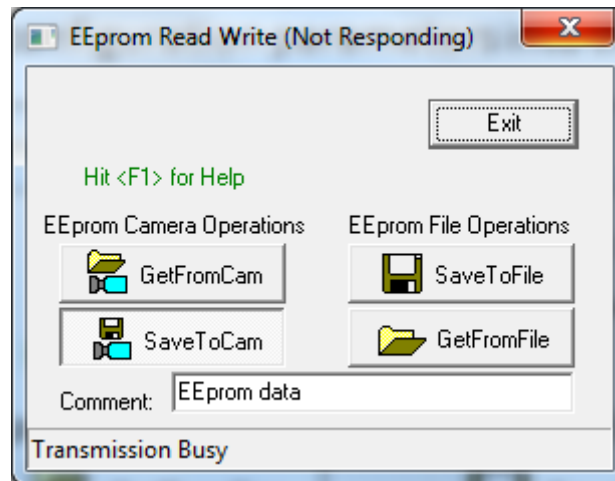 EEprom Read Write (Not Responding)
Exit
Hit <F1> for Help
EEprom Camera Operations
EEprom File Operations
GetFromCam
SaveToFile
SaveToCam
GetFromFile
Comment: EEprom data
Transmission Busy